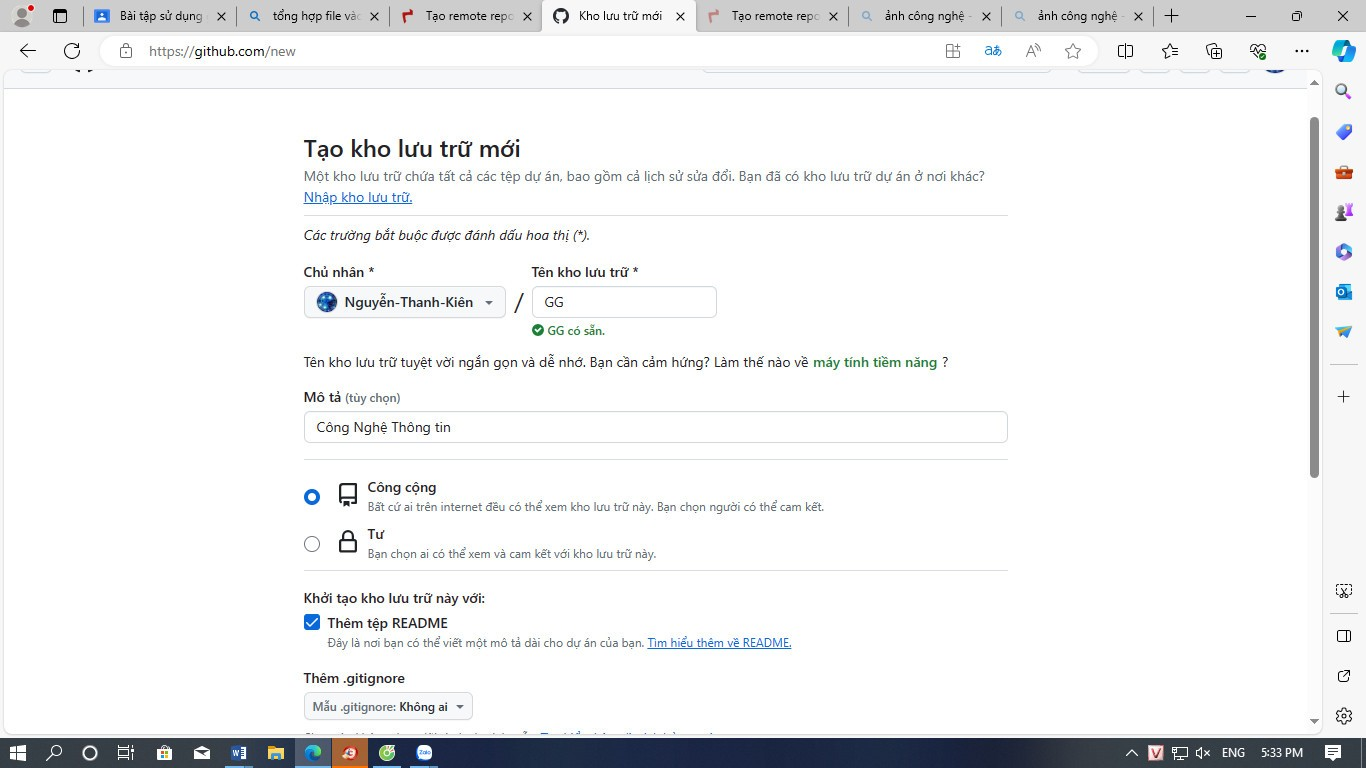 Bài tập sử dụng
tổng hợp file vào
Tạo remote repo
Kho lưu trữ mới
Tạo remote repo
ảnh công nghệ -
ảnh công nghệ -
https://github.com/new
Tạo kho lưu trữ mới
Một kho lưu trữ chứa tất cả các tệp dự án, bao gồm cả lịch sử sửa đổi. Bạn đã có kho lưu trữ dự án ở nơi khác?
Nhập kho lưu trữ.
Các trường bắt buộc được đánh dấu hoa thị (*).
Chủ nhân * Tên kho lưu trữ *
Nguyễn-Thanh-Kiên / GG
GG có sẵn.
Tên kho lưu trữ tuyệt vời ngắn gọn và dễ nhớ. Bạn cần cảm hứng? Làm thế nào về máy tính tiềm năng ?
Mô tả (tùy chọn)
Công Nghệ Thông tin
Công cộng
Bất cứ ai trên internet đều có thể xem kho lưu trữ này. Bạn chọn người có thể cam kết.
Tư
Bạn chọn ai có thể xem và cam kết với kho lưu trữ này.
Khởi tạo kho lưu trữ này với:
Thêm tệp README
Đây là nơi bạn có thể viết một mô tả dài cho dự án của bạn. Tìm hiểu thêm về README.
Thêm .gitignore
Mẫu .gitignore: Không ai
ENG 5:33 PM